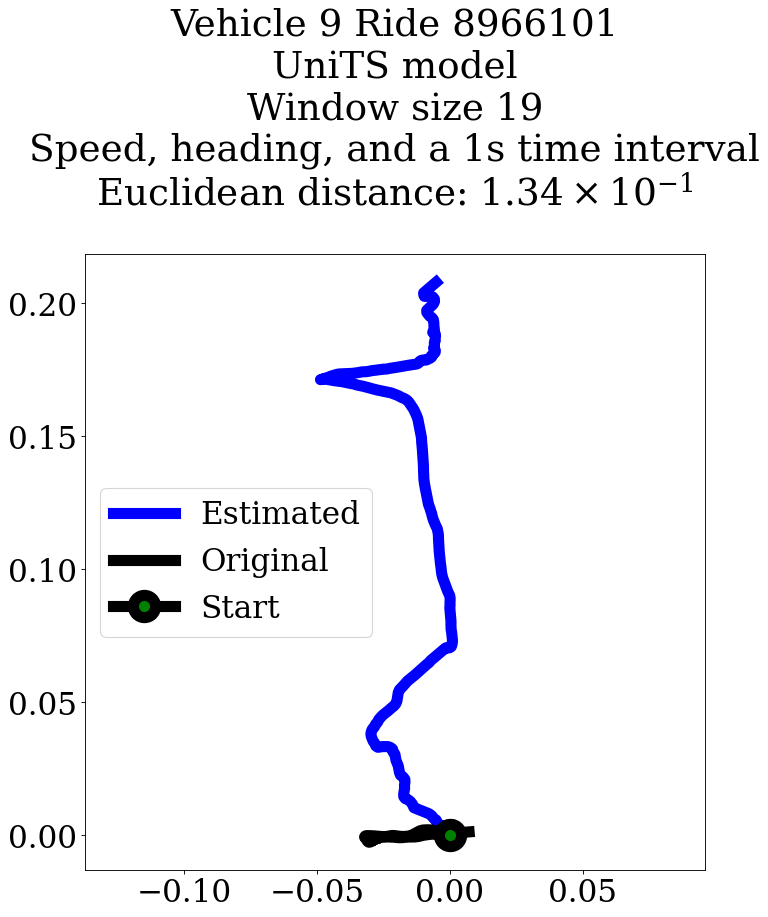 Vehicle 9 Ride 8966101
UniTS model
Window size 19
Speed, heading, and a 1s time interval
Euclidean distance: 1.34 × 10⁻¹
0.20
0.15
0.10
0.05
0.00
Estimated
Original
Start
−0.10
−0.05
0.00
0.05